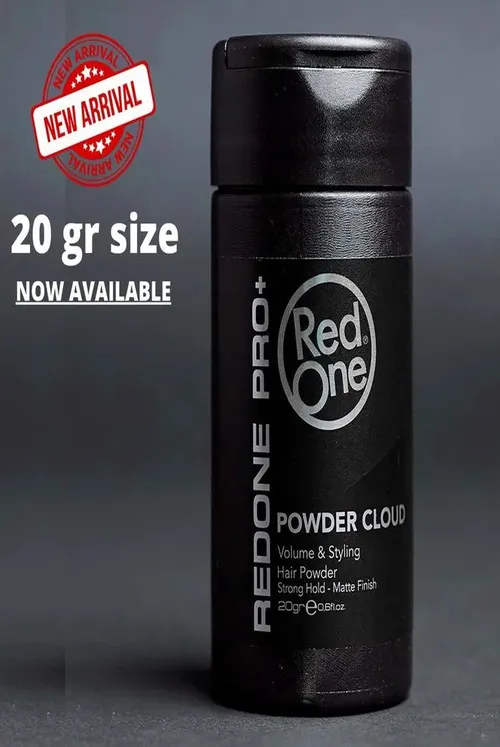 NEW ARRIVAL
NEW ARRIVAL
NEW ARRIVAL
20 gr size
NOW AVAILABLE
REDONE PRO+
Red®
One
POWDER CLOUD
Volume & Styling
Hair Powder
Strong Hold - Matte Finish
20gr e 0.6fl.oz.